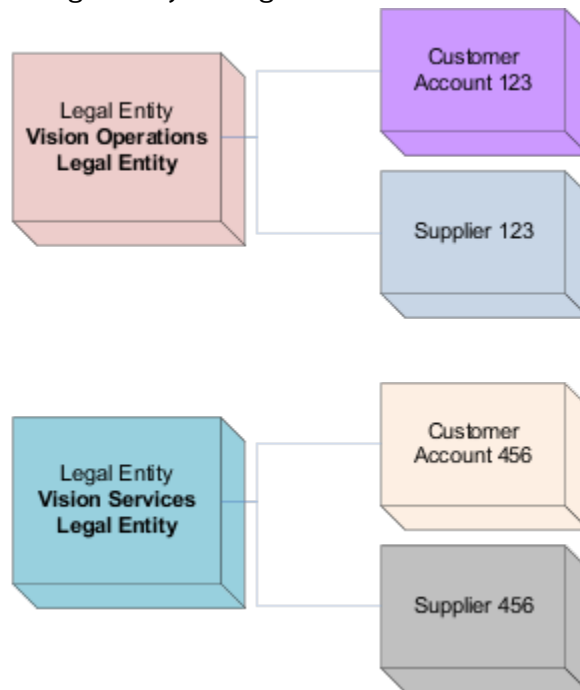 Customer
Account 123
Legal Entity
Vision Operations
Legal Entity
Supplier 123
Customer
Account 456
Legal Entity
Vision Services
Legal Entity
Supplier 456